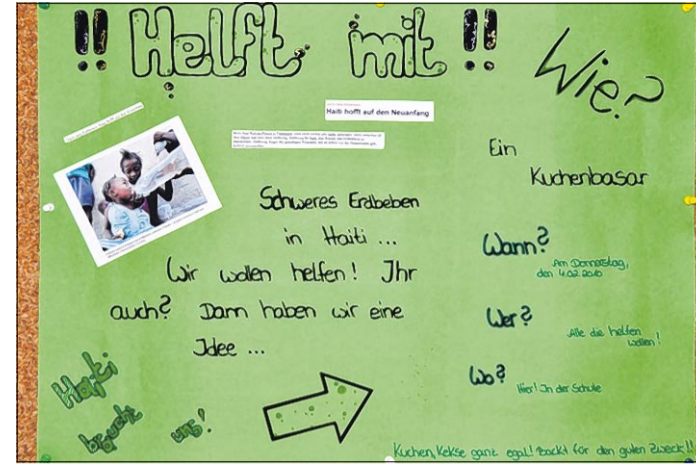 !! Helft mit !!
Wie?
Haiti hofft auf den Neuanfang
Schweres Erdbeben
in Haiti ...
Wir wollen helfen! Ihr
auch? Dann haben wir eine
Idee ...
Haiti
braucht
uns!
Ein
Kuchenbasar
Wann?
Am Donnerstag,
den 4.02.2010
Wer?
Alle die helfen
wollen!
Wo?
Hier! In der Schule
Kuchen, Kekse ganz egal! Backt für den guten Zweck!!